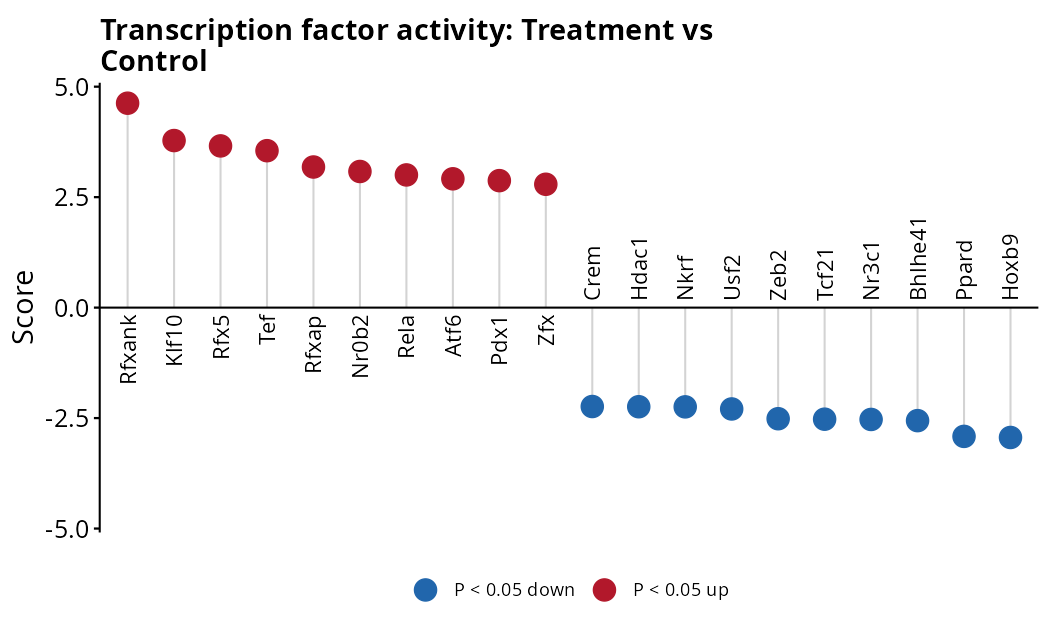 Transcription factor activity: Treatment vs
Control
Score
5.0
2.5
0.0
-2.5
-5.0
Rfxank
Klf10
Rfx5
Tef
Rfxap
Nr0b2
Rela
Atf6
Pdx1
Zfx
Crem
Hdac1
Nkrf
Usf2
Zeb2
Tcf21
Nr3c1
Bhlhe41
Ppard
Hoxb9
P < 0.05 down
P < 0.05 up